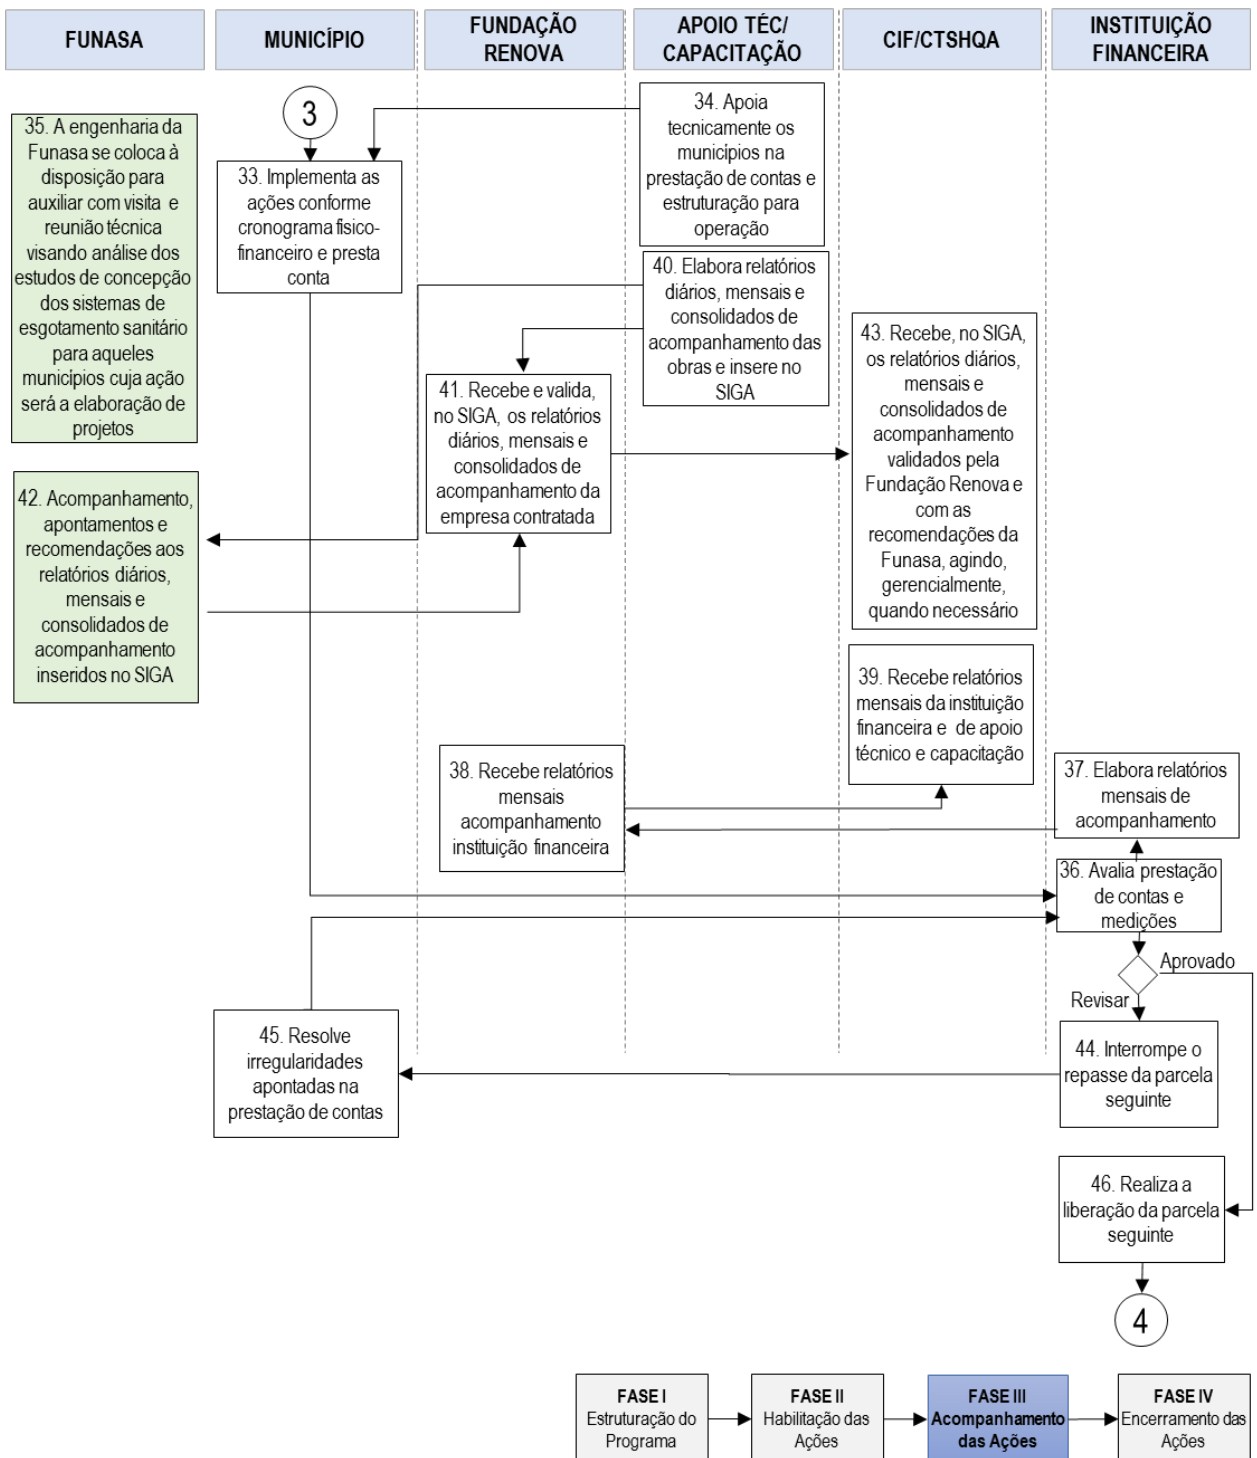 FUNASA
MUNICÍPIO
FUNDAÇÃO
RENOVA
APOIO TÉC/
CAPACITAÇÃO
CIF/CTSHQA
INSTITUIÇÃO
FINANCEIRA
3
35. A engenharia da
Funasa se coloca à
disposição para
auxiliar com visita e
reunião técnica
visando análise dos
estudos de concepção
dos sistemas de
esgotamento sanitário
para aqueles
municípios cuja ação
será a elaboração de
projetos
33. Implementa as
ações conforme
cronograma físico-
financeiro e presta
conta
34. Apoia
tecnicamente os
municípios na
prestação de contas e
estruturação para
operação
40. Elabora relatórios
diários, mensais e
consolidados de
acompanhamento das
obras e insere no
SIGA
41. Recebe e valida,
no SIGA, os relatórios
diários, mensais e
consolidados de
acompanhamento da
empresa contratada
43. Recebe, no SIGA,
os relatórios diários,
mensais e
consolidados de
acompanhamento
validados pela
Fundação Renova e
com as
recomendações da
Funasa, agindo,
gerencialmente,
quando necessário
42. Acompanhamento,
apontamentos e
recomendações aos
relatórios diários,
mensais e
consolidados de
acompanhamento
inseridos no SIGA
39. Recebe relatórios
mensais da instituição
financeira e de apoio
técnico e capacitação
38. Recebe relatórios
mensais
acompanhamento
instituição financeira
37. Elabora relatórios
mensais de
acompanhamento
36. Avalia prestação
de contas e
medições
Aprovado
Revisar
45. Resolve
irregularidades
apontadas na
prestação de contas
44. Interrompe o
repasse da parcela
seguinte
46. Realiza a
liberação da parcela
seguinte
4
FASE I
Estruturação do
Programa
FASE II
Habilitação das
Ações
FASE III
Acompanhamento
das Ações
FASE IV
Encerramento das
Ações